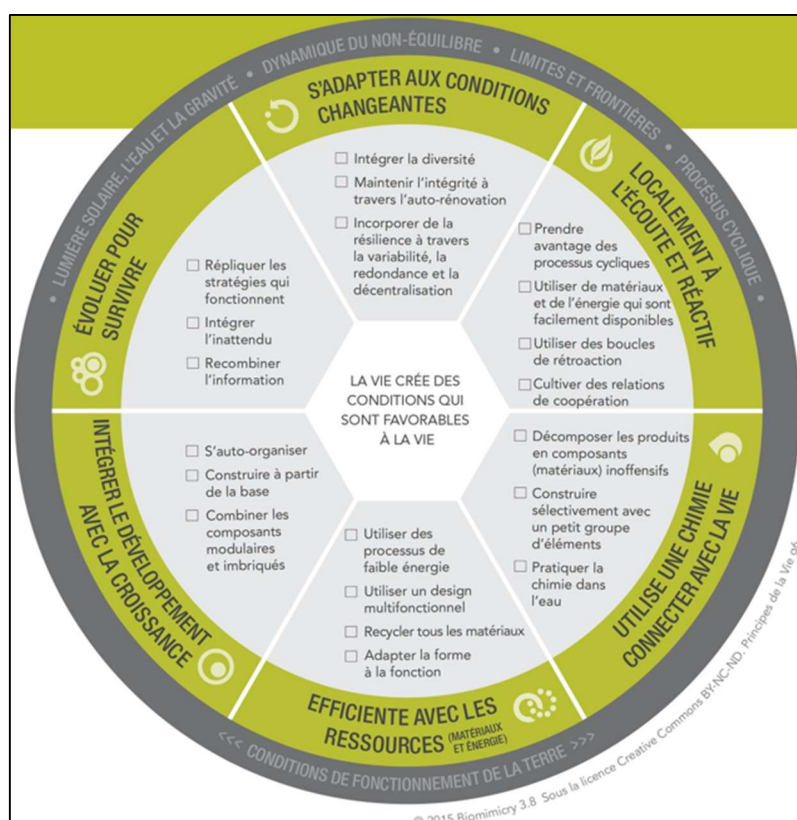 • LUMIÈRE SOLAIRE, L'EAU ET LA GRAVITÉ • DYNAMIQUE DU NON-ÉQUILIBRE • LIMITES ET FRONTIÈRES • PROCÉSUS CYCLIQUE •
S'ADAPTER AUX CONDITIONS
CHANGEANTES
Intégrer la diversité
Maintenir l'intégrité à
travers l'auto-rénovation
Incorporer de la
résilience à travers
la variabilité, la
redondance et la
décentralisation
LOCALEMENT À
L'ÉCOUTE ET RÉACTIF
Prendre
avantage des
processus cycliques
Utiliser de matériaux
et de l'énergie qui sont
facilement disponibles
Utiliser des boucles
de rétroaction
Cultiver des relations
de coopération
UTILISE UNE CHIMIE
CONNECTER AVEC LA VIE
Décomposer les produits
en composants
(matériaux) inoffensifs
Construire
sélectivement avec
un petit groupe
d'éléments
Pratiquer la
chimie dans
l'eau
EFFICIENTE AVEC LES
RESSOURCES (MATÉRIAUX
ET ÉNERGIE)
Utiliser des
processus de
faible énergie
Utiliser un design
multifonctionnel
Recycler tous les matériaux
Adapter la forme
à la fonction
INTÉGRER LE DÉVELOPPEMENT
AVEC LA CROISSANCE
S'auto-organiser
Construire à partir
de la base
Combiner les
composants
modulaires
et imbriqués
ÉVOLUER POUR
SURVIVRE
Répliquer les
stratégies qui
fonctionnent
Intégrer
l'inattendu
Recombiner
l'information
LA VIE CRÉE DES
CONDITIONS QUI
SONT FAVORABLES
À LA VIE
<<< CONDITIONS DE FONCTIONNEMENT DE LA TERRE >>>
© 2015 Biomimicry 3.8 Sous la licence Creative Commons BY-NC-ND. Principes de la Vie